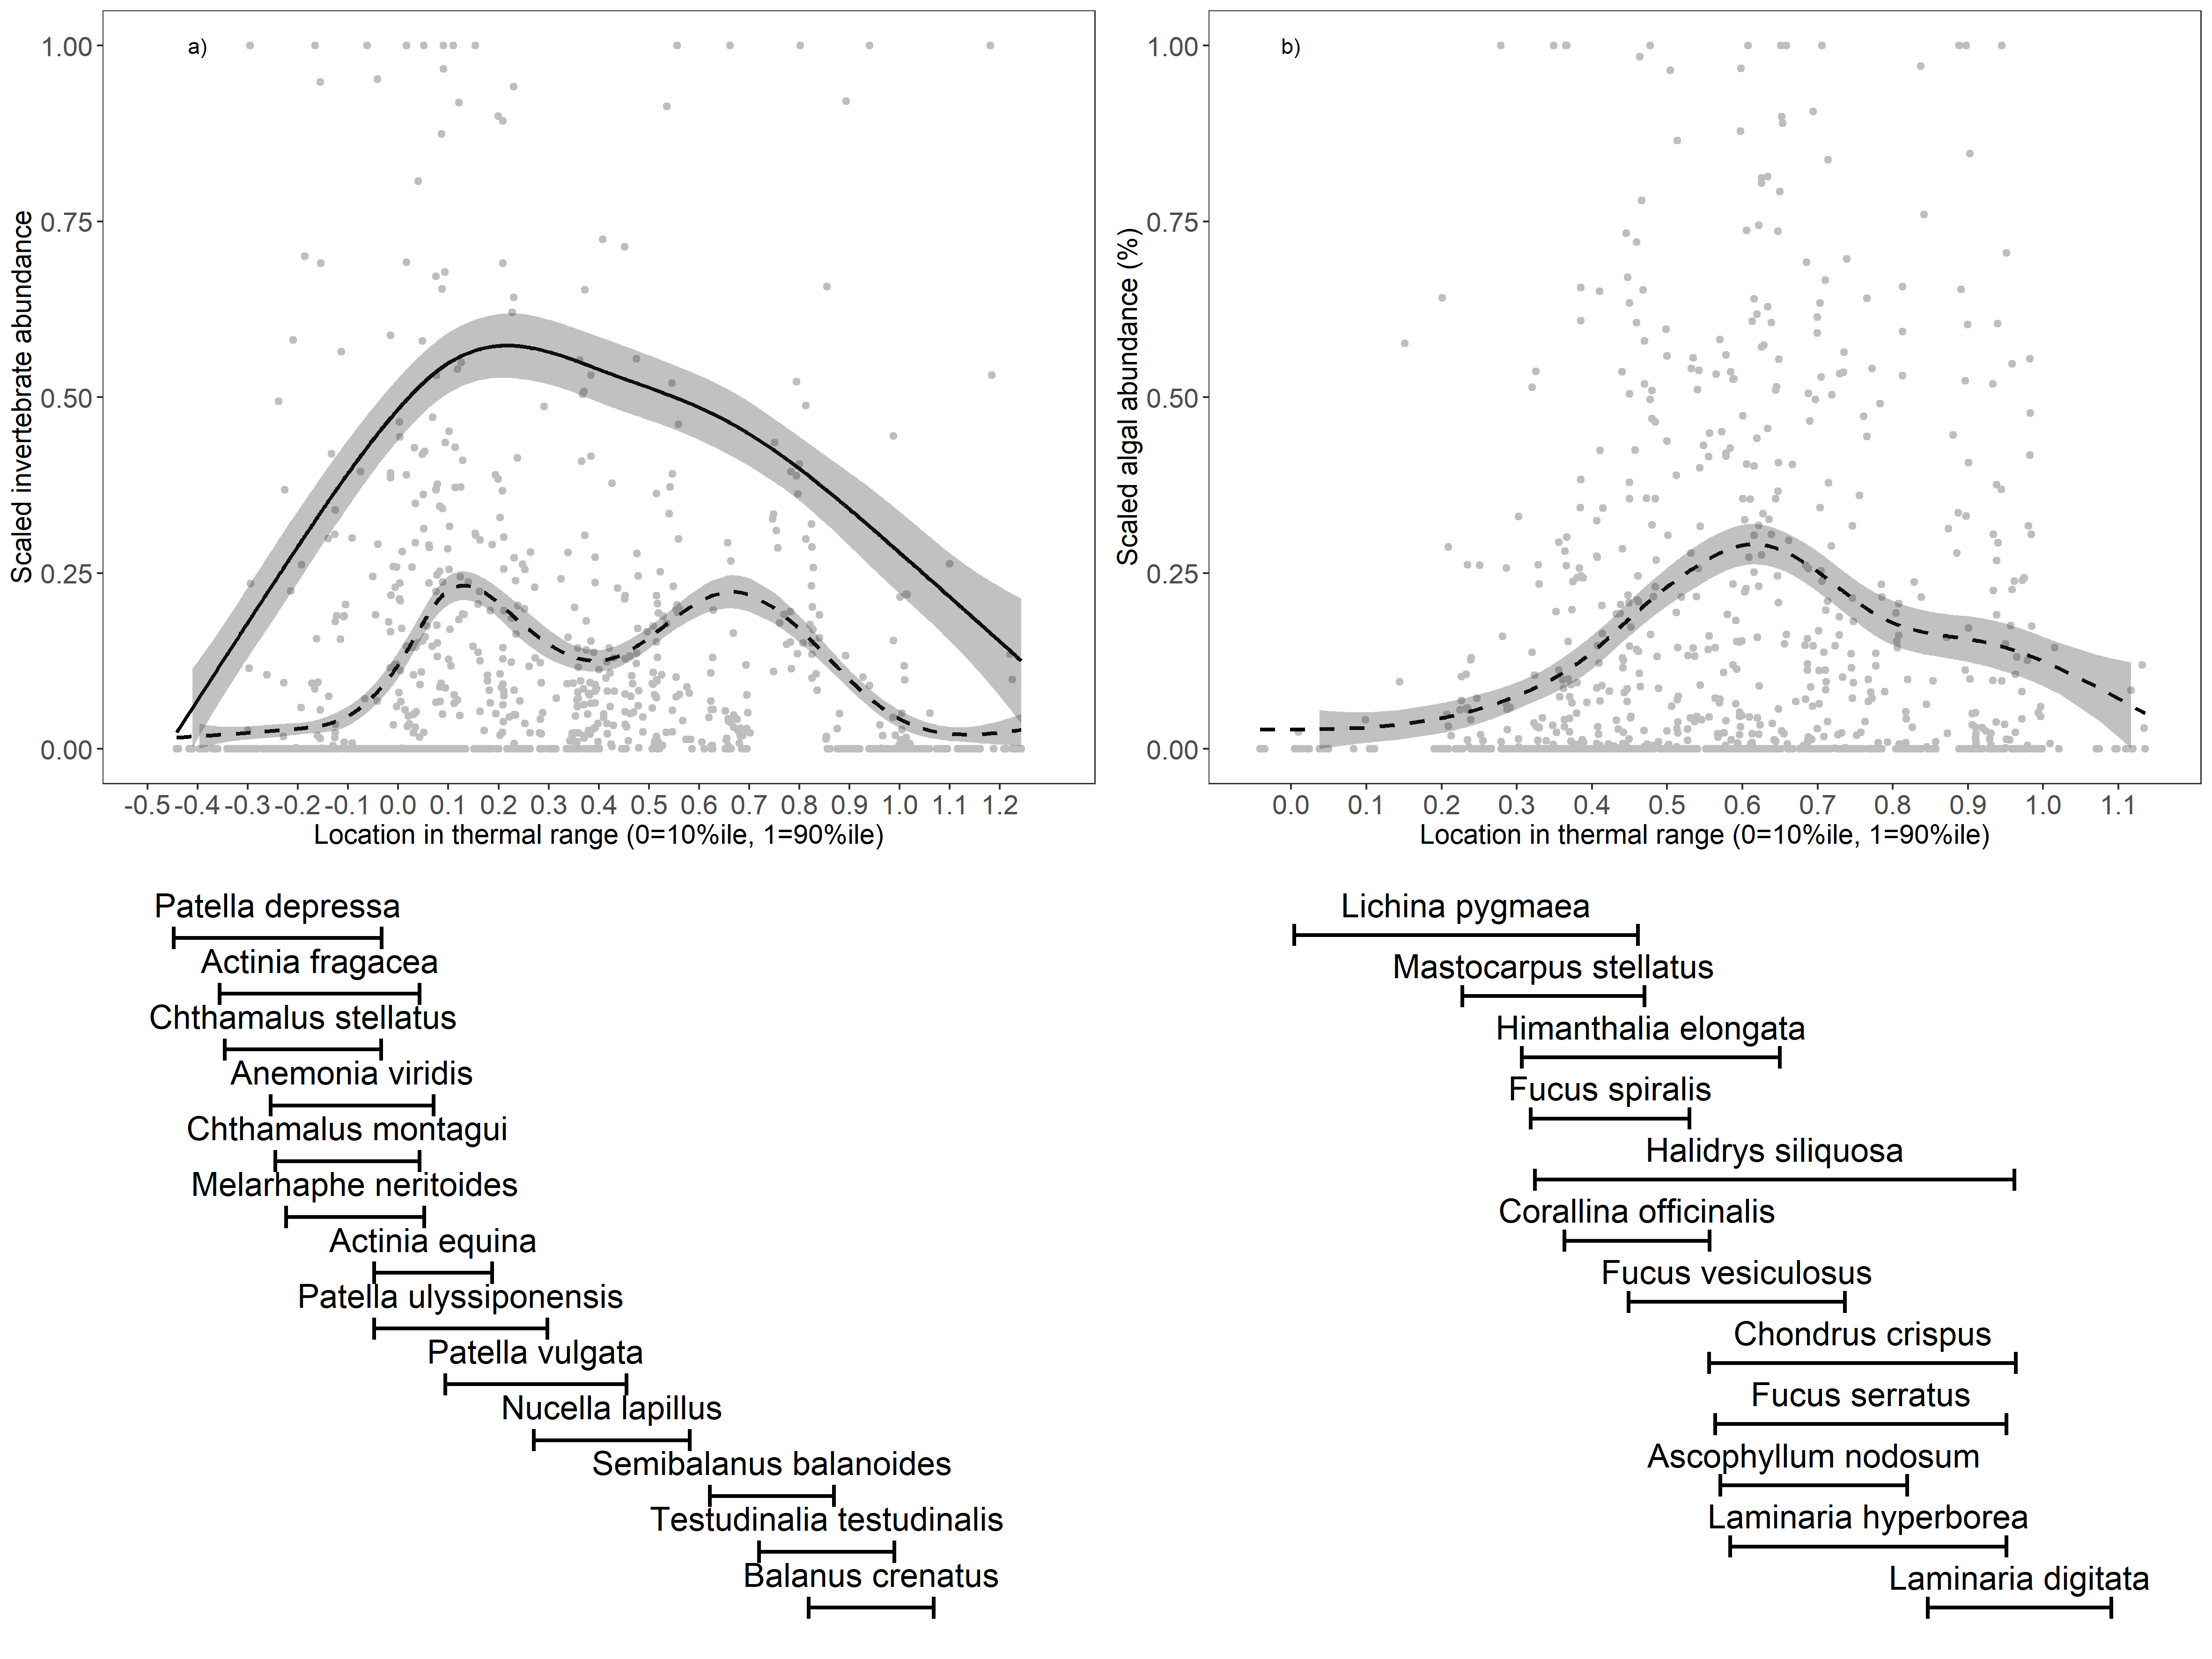 a)
Scaled invertebrate abundance
1.00
0.75
0.50
0.25
0.00
-0.5 -0.4 -0.3 -0.2 -0.1 0.0 0.1 0.2 0.3 0.4 0.5 0.6 0.7 0.8 0.9 1.0 1.1 1.2
Location in thermal range (0=10%ile, 1=90%ile)
b)
Scaled algal abundance (%)
1.00
0.75
0.50
0.25
0.00
0.0 0.1 0.2 0.3 0.4 0.5 0.6 0.7 0.8 0.9 1.0 1.1
Location in thermal range (0=10%ile, 1=90%ile)
Patella depressa
Actinia fragacea
Chthamalus stellatus
Anemonia viridis
Chthamalus montagui
Melarhaphe neritoides
Actinia equina
Patella ulyssiponensis
Patella vulgata
Nucella lapillus
Semibalanus balanoides
Testudinalia testudinalis
Balanus crenatus
Lichina pygmaea
Mastocarpus stellatus
Himanthalia elongata
Fucus spiralis
Halidrys siliquosa
Corallina officinalis
Fucus vesiculosus
Chondrus crispus
Fucus serratus
Ascophyllum nodosum
Laminaria hyperborea
Laminaria digitata